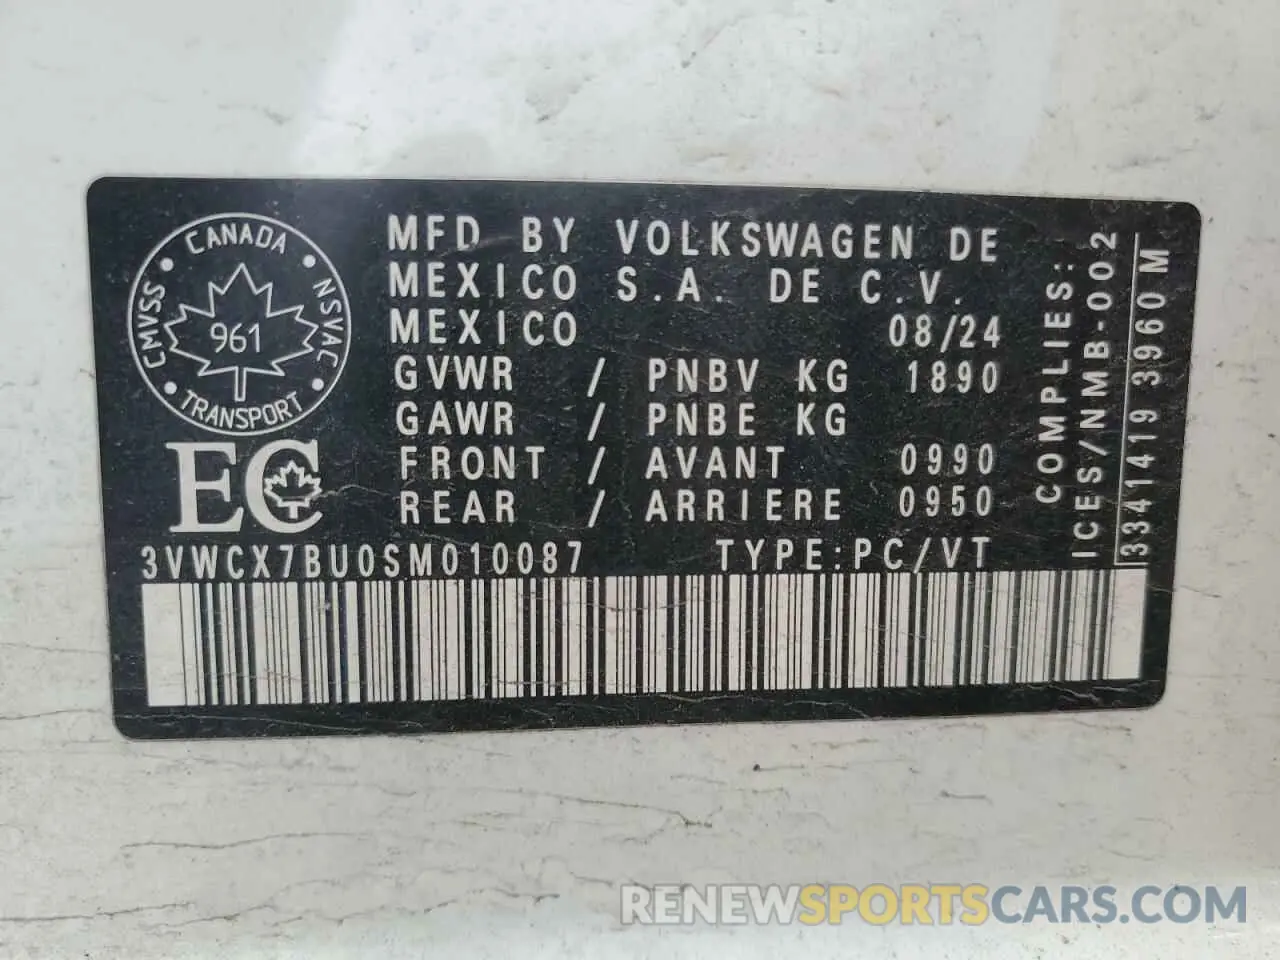 CANADA
CMVSS
NSVAC
961
TRANSPORT
EC
MFD BY VOLKSWAGEN DE
MEXICO S.A. DE C.V.
MEXICO 08/24
GVWR / PNBV KG 1890
GAWR / PNBE KG
FRONT / AVANT 0990
REAR / ARRIERE 0950
3VWCX7BU0SM010087 TYPE:PC/VT
COMPLIES:
ICES/NMB-002
3341419 3960 M
RENEWSPORTSCARS.COM